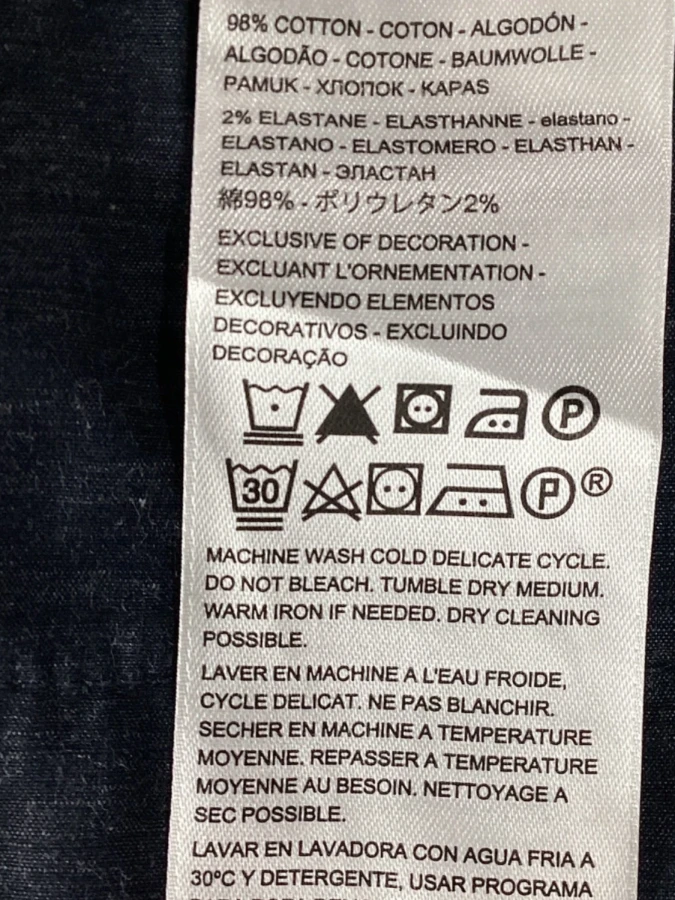 98% COTTON - COTON - ALGODÓN -
ALGODÃO - COTONE - BAUMWOLLE -
PAMUK - ХЛОПОК - KAPAS
2% ELASTANE - ELASTHANNE - elastano -
ELASTANO - ELASTOMERO - ELASTHAN -
ELASTAN - ЭЛАСТАН
綿98% - ポリウレタン2%
EXCLUSIVE OF DECORATION -
EXCLUANT L'ORNEMENTATION -
EXCLUYENDO ELEMENTOS
DECORATIVOS - EXCLUINDO
DECORAÇÃO
P
30 P ®
MACHINE WASH COLD DELICATE CYCLE.
DO NOT BLEACH. TUMBLE DRY MEDIUM.
WARM IRON IF NEEDED. DRY CLEANING
POSSIBLE.
LAVER EN MACHINE A L'EAU FROIDE,
CYCLE DELICAT. NE PAS BLANCHIR.
SECHER EN MACHINE A TEMPERATURE
MOYENNE. REPASSER A TEMPERATURE
MOYENNE AU BESOIN. NETTOYAGE A
SEC POSSIBLE.
LAVAR EN LAVADORA CON AGUA FRIA A
30ºC Y DETERGENTE, USAR PROGRAMA